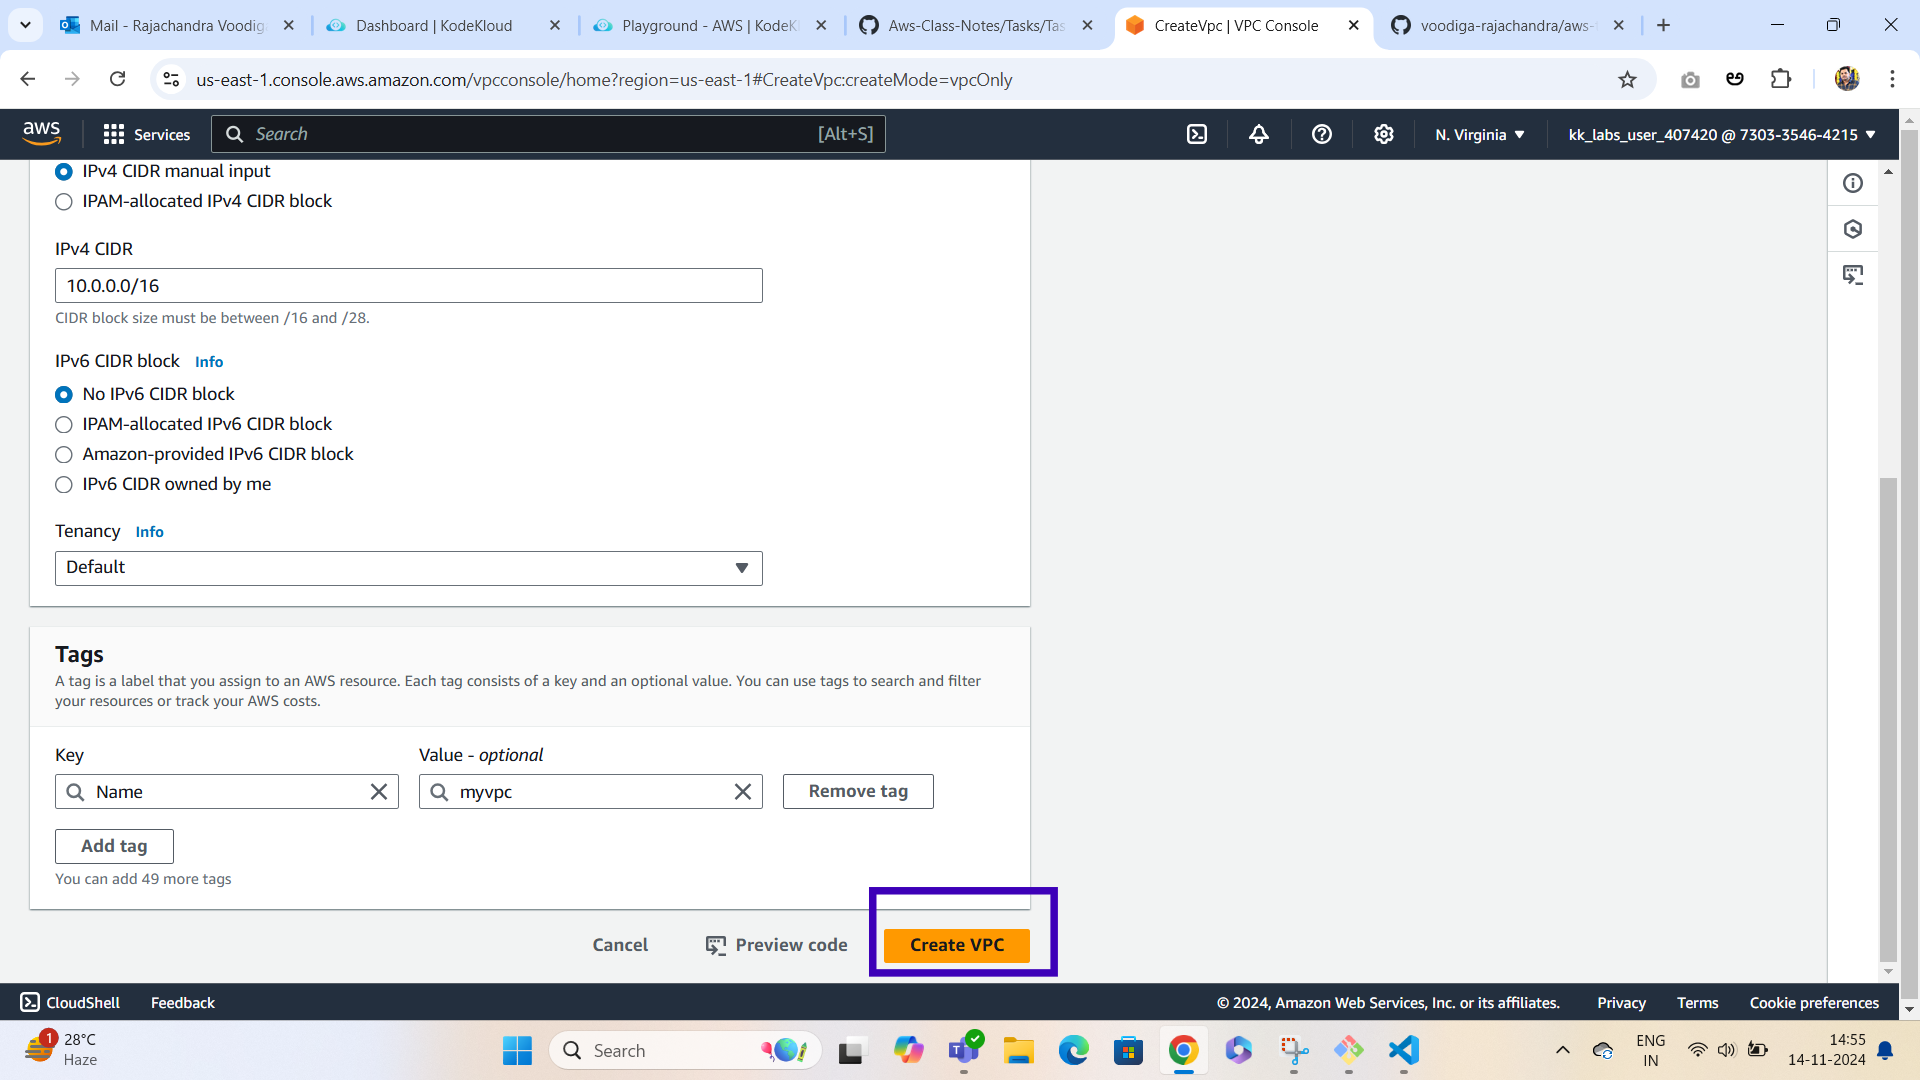 Mail - Rajachandra Voodiga
Dashboard | KodeKloud
Playground - AWS | KodeKl
Aws-Class-Notes/Tasks/Tas
CreateVpc | VPC Console
voodiga-rajachandra/aws-
us-east-1.console.aws.amazon.com/vpcconsole/home?region=us-east-1#CreateVpc:createMode=vpcOnly
aws
Services
Search
[Alt+S]
N. Virginia
kk_labs_user_407420 @ 7303-3546-4215
IPv4 CIDR manual input
IPAM-allocated IPv4 CIDR block
IPv4 CIDR
10.0.0.0/16
CIDR block size must be between /16 and /28.
IPv6 CIDR block Info
No IPv6 CIDR block
IPAM-allocated IPv6 CIDR block
Amazon-provided IPv6 CIDR block
IPv6 CIDR owned by me
Tenancy Info
Default
Tags
A tag is a label that you assign to an AWS resource. Each tag consists of a key and an optional value. You can use tags to search and filter
your resources or track your AWS costs.
Key
Value - optional
Name
myvpc
Remove tag
Add tag
You can add 49 more tags
Cancel
Preview code
Create VPC
CloudShell
Feedback
© 2024, Amazon Web Services, Inc. or its affiliates.
Privacy
Terms
Cookie preferences
1
28°C
Haze
Search
ENG
IN
14:55
14-11-2024